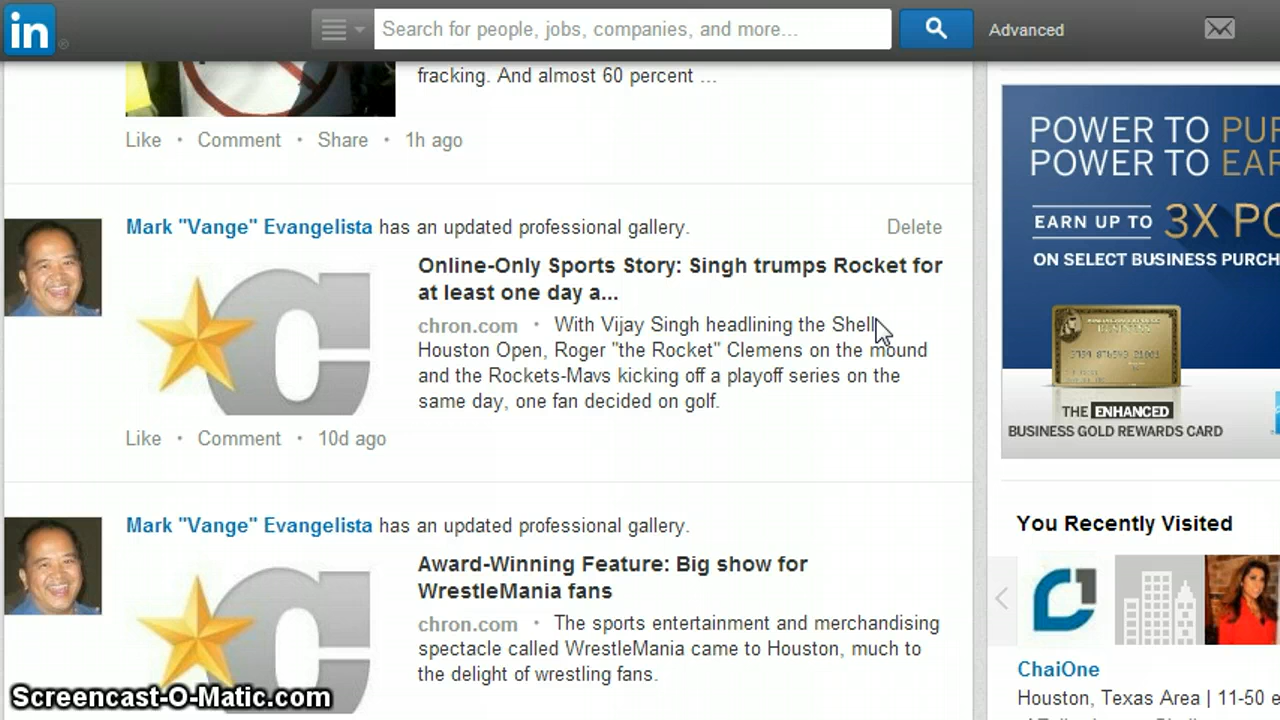 in
Search for people, jobs, companies, and more...
Advanced
fracking. And almost 60 percent ...
Like • Comment • Share • 1h ago
Mark "Vange" Evangelista has an updated professional gallery.
Delete
Online-Only Sports Story: Singh trumps Rocket for
at least one day a...
chron.com • With Vijay Singh headlining the Shell
Houston Open, Roger "the Rocket" Clemens on the mound
and the Rockets-Mavs kicking off a playoff series on the
same day, one fan decided on golf.
Like • Comment • 10d ago
Mark "Vange" Evangelista has an updated professional gallery.
Award-Winning Feature: Big show for
WrestleMania fans
chron.com • The sports entertainment and merchandising
spectacle called WrestleMania came to Houston, much to
the delight of wrestling fans.
Screencast-O-Matic.com
POWER TO PUR
POWER TO EAR
EARN UP TO 3X PO
ON SELECT BUSINESS PURCH
THE ENHANCED
BUSINESS GOLD REWARDS CARD
You Recently Visited
ChaiOne
Houston, Texas Area | 11-50 e